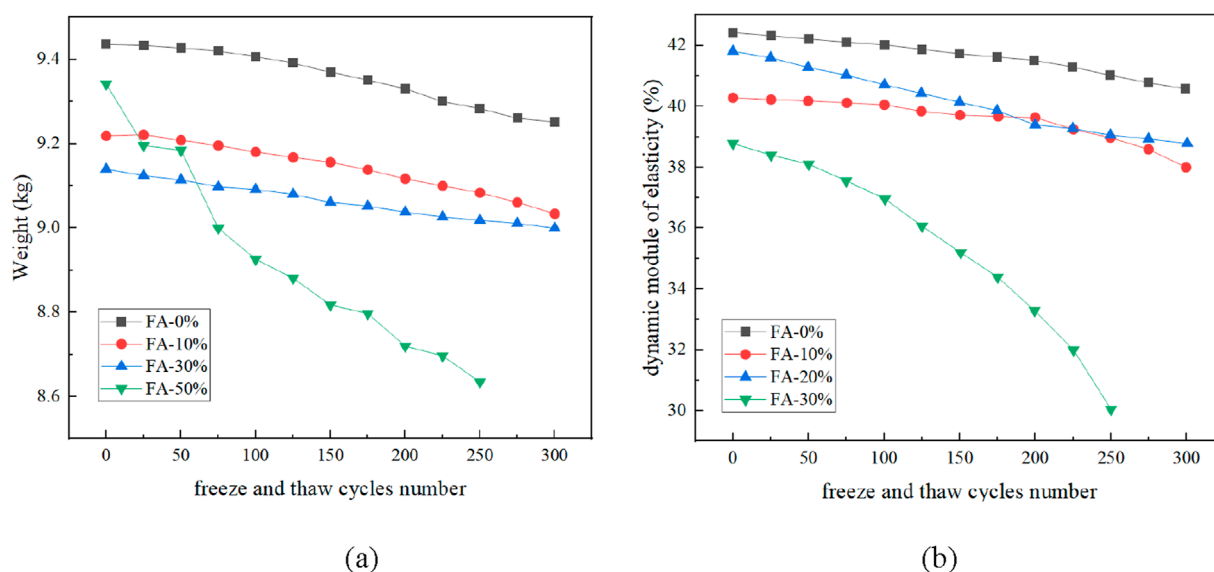 9.4
9.2
9.0
8.8
8.6
Weight (kg)
FA-0%
FA-10%
FA-30%
FA-50%
0 50 100 150 200 250 300
freeze and thaw cycles number
(a)
42
40
38
36
34
32
30
dynamic module of elasticity (%)
FA-0%
FA-10%
FA-20%
FA-30%
0 50 100 150 200 250 300
freeze and thaw cycles number
(b)